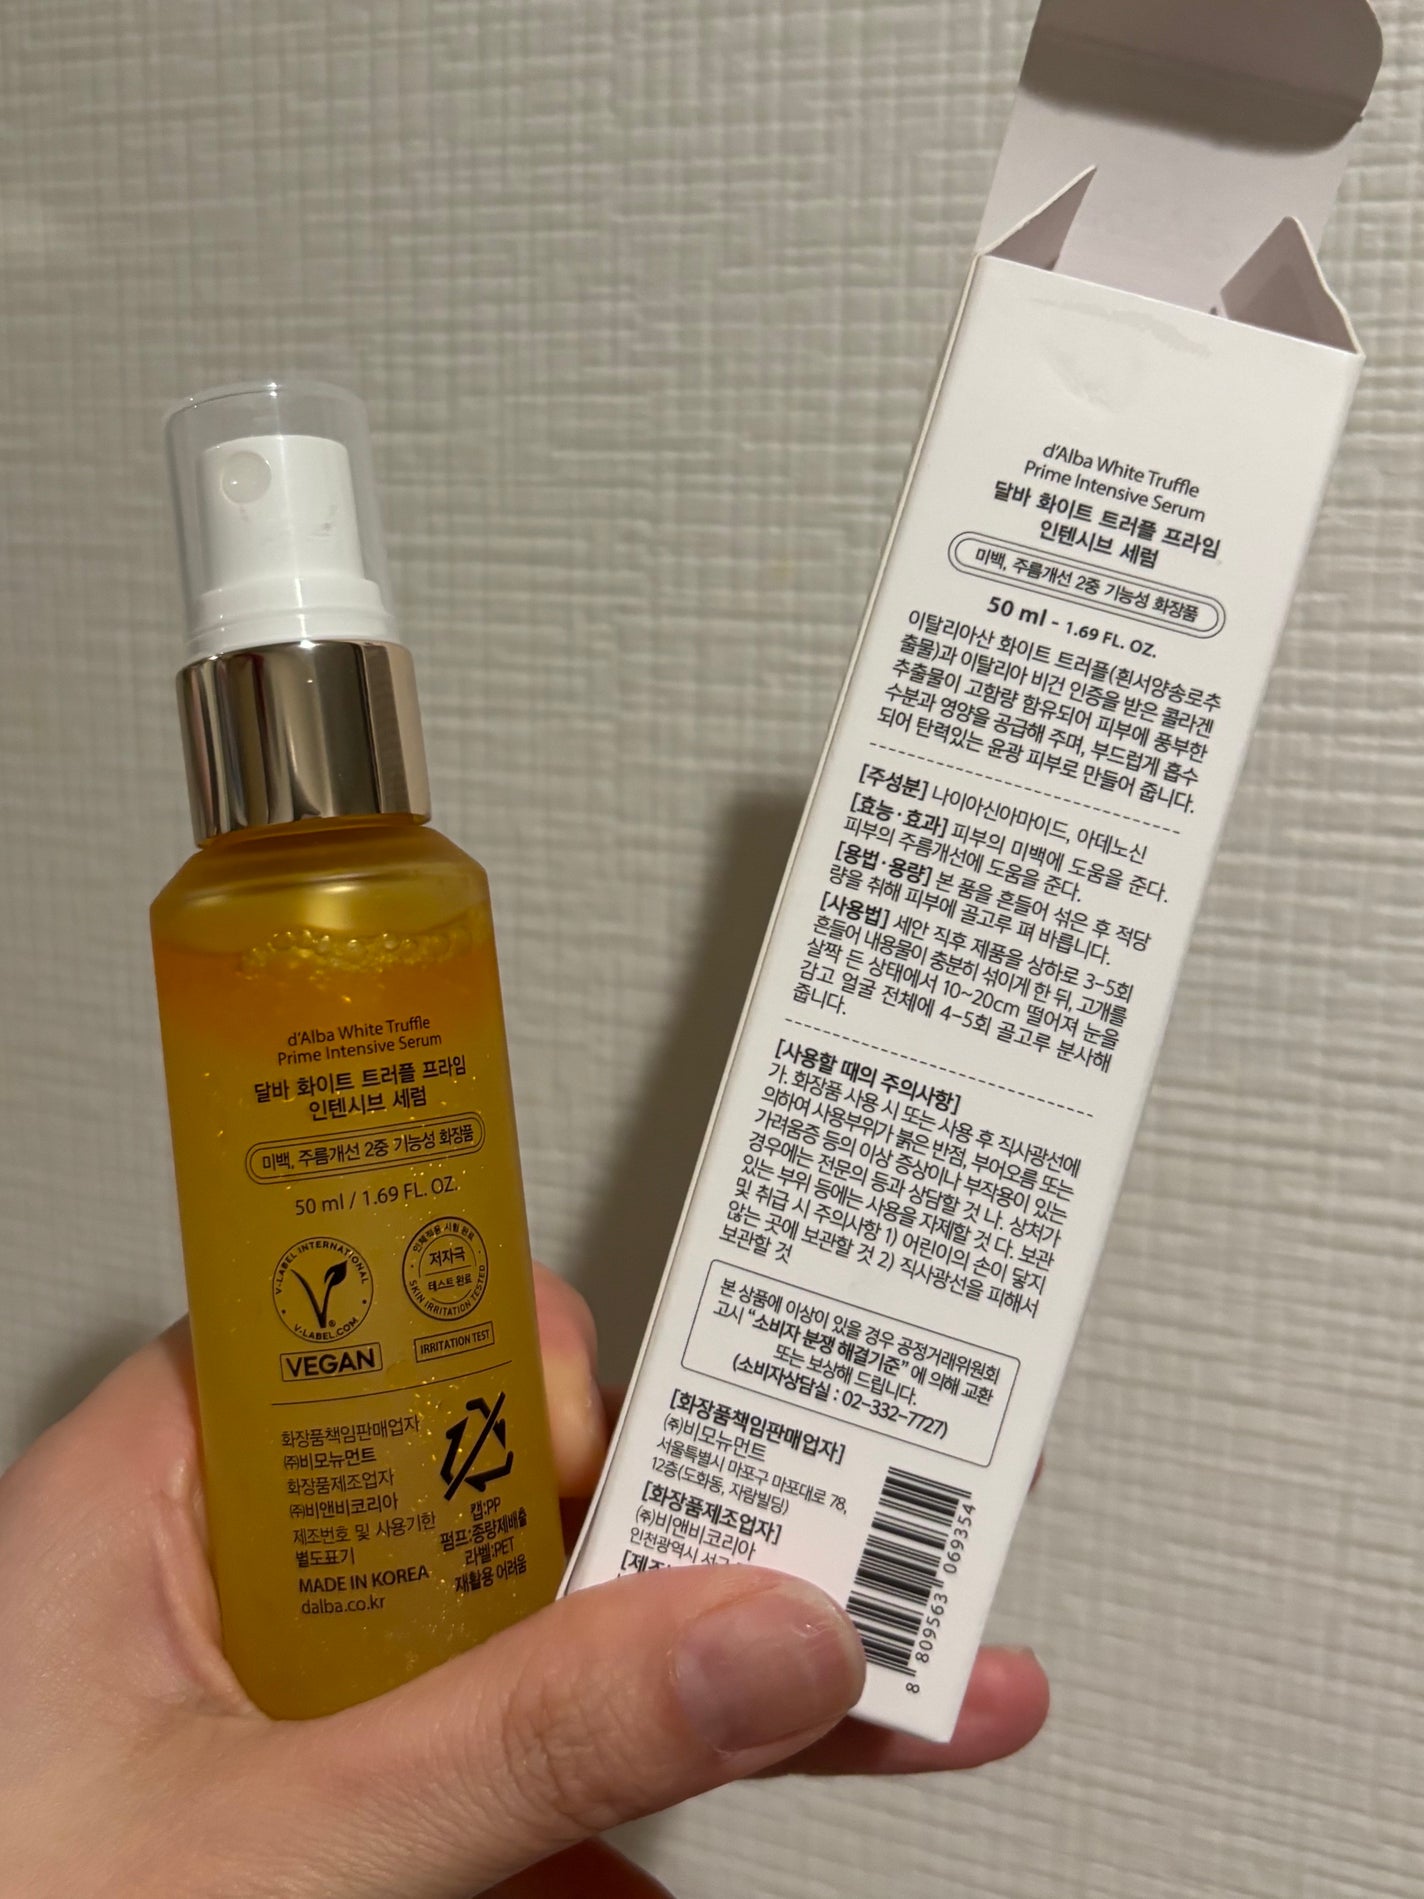 d'Alba White Truffle
Prime Intensive Serum
달바 화이트 트러플 프라임
인텐시브 세럼
미백, 주름개선 2중 기능성 화장품
50 ml / 1.69 FL. OZ.
V-LABEL INTERNATIONAL
V-LABEL.COM
VEGAN
인체적용 시험 완료
저자극
테스트 완료
SKIN IRRITATION TESTED
IRRITATION TEST
화장품책임판매업자
㈜비모뉴먼트
화장품제조업자
㈜비앤비코리아
제조번호 및 사용기한
별도표기
MADE IN KOREA
dalba.co.kr
캡:PP
펌프:중량제배출
라벨:PET
재활용 어려움
d'Alba White Truffle
Prime Intensive Serum
달바 화이트 트러플 프라임
인텐시브 세럼
미백, 주름개선 2중 기능성 화장품
50 ml - 1.69 FL. OZ.
이탈리아산 화이트 트러플(흰서양송로추
출물)과 이탈리아 비건 인증을 받은 콜라겐
추출물이 고함량 함유되어 피부에 풍부한
수분과 영양을 공급해 주며, 부드럽게 흡수
되어 탄력있는 윤광 피부로 만들어 줍니다.
[주성분] 나이아신아마이드, 아데노신
[효능·효과] 피부의 미백에 도움을 준다.
피부의 주름개선에 도움을 준다.
[용법·용량] 본 품을 흔들어 섞은 후 적당
량을 취해 피부에 골고루 펴 바릅니다.
[사용법] 세안 직후 제품을 상하로 3-5회
흔들어 내용물이 충분히 섞이게 한 뒤, 고개를
살짝 든 상태에서 10~20cm 떨어져 눈을
감고 얼굴 전체에 4-5회 골고루 분사해
줍니다.
[사용할 때의 주의사항]
가. 화장품 사용 시 또는 사용 후 직사광선에
의하여 사용부위가 붉은 반점, 부어오름 또는
가려움증 등의 이상 증상이나 부작용이 있는
경우에는 전문의 등과 상담할 것 나. 상처가
있는 부위 등에는 사용을 자제할 것 다. 보관
및 취급 시 주의사항 1) 어린이의 손이 닿지
않는 곳에 보관할 것 2) 직사광선을 피해서
보관할 것
본 상품에 이상이 있을 경우 공정거래위원회
고시 "소비자 분쟁 해결기준" 에 의해 교환
또는 보상해 드립니다.
(소비자상담실 : 02-332-7727)
[화장품책임판매업자]
㈜비모뉴먼트
서울특별시 마포구 마포대로 78,
12층(도화동, 자람빌딩)
[화장품제조업자]
㈜비앤비코리아
인천광역시 서구
8 809563 069354